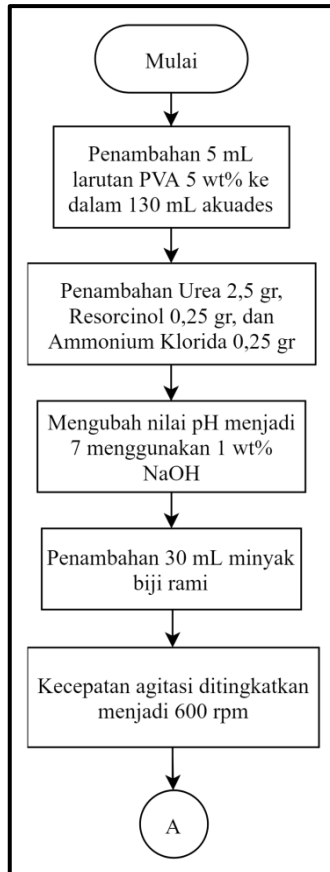 Mulai
Penambahan 5 mL
larutan PVA 5 wt% ke
dalam 130 mL akuades
Penambahan Urea 2,5 gr,
Resorcinol 0,25 gr, dan
Ammonium Klorida 0,25 gr
Mengubah nilai pH menjadi
7 menggunakan 1 wt%
NaOH
Penambahan 30 mL minyak
biji rami
Kecepatan agitasi ditingkatkan
menjadi 600 rpm
A